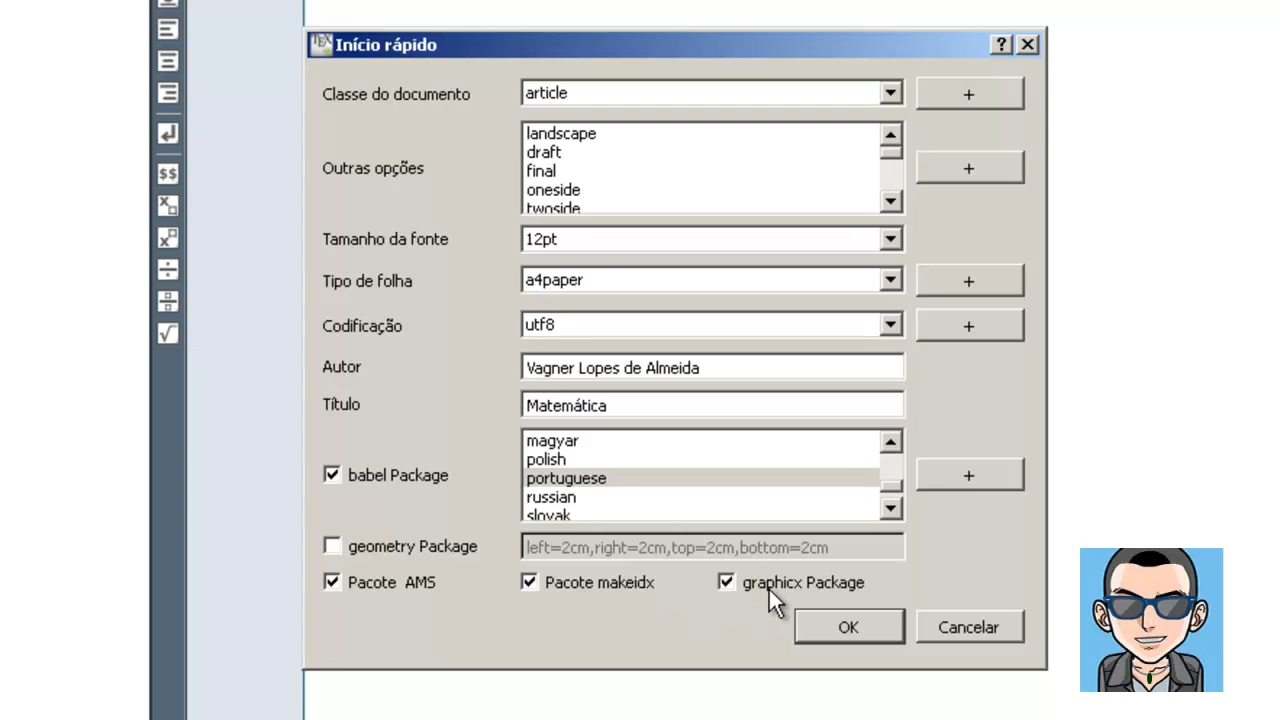 Início rápido
Classe do documento article +
Outras opções landscape +
draft
final
oneside
twoside
Tamanho da fonte 12pt
Tipo de folha a4paper +
Codificação utf8 +
Autor Vagner Lopes de Almeida
Título Matemática
babel Package magyar +
polish
portuguese
russian
slovak
geometry Package left=2cm,right=2cm,top=2cm,bottom=2cm
Pacote AMS Pacote makeidx graphicx Package
OK Cancelar